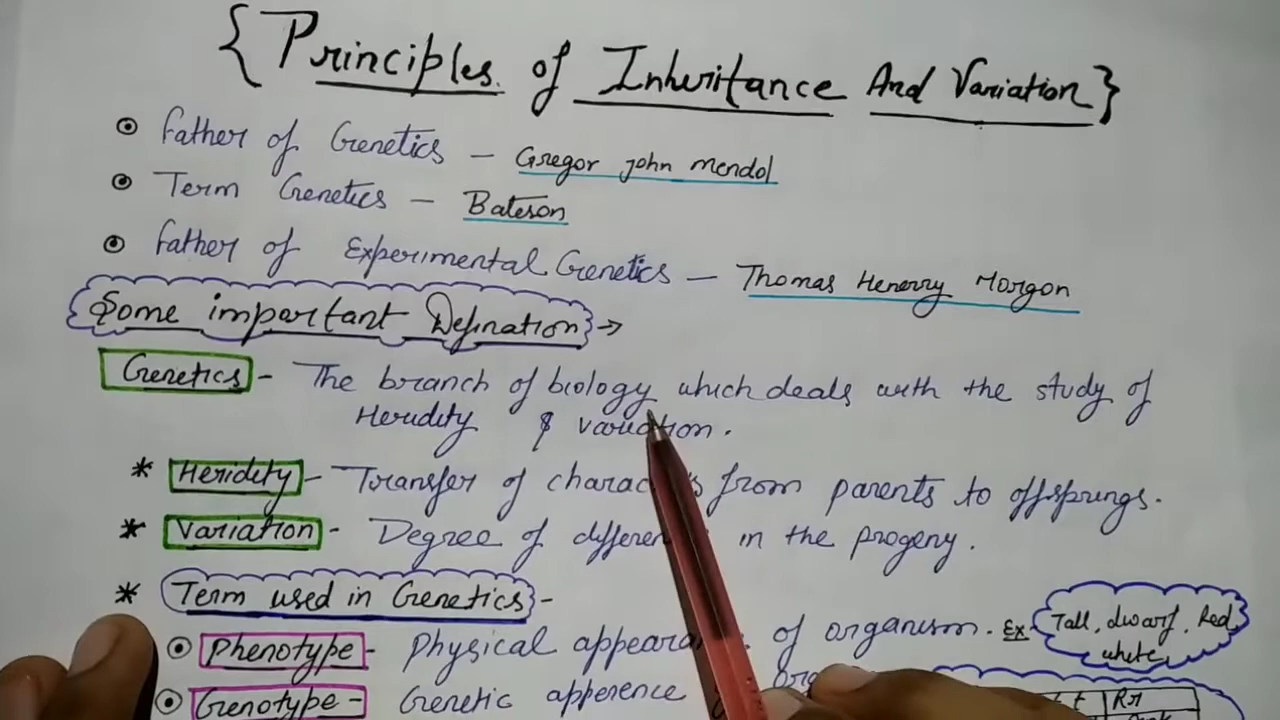 {Principles of Inheritance And Variation}
Father of Genetics - Gregor John Mendol
Term Genetics - Bateson
Father of Experimental Genetics - Thomas Henerry Morgon
Some important Defination →
Genetics - The branch of biology which deals with the study of
Heridity & variation.
* Heridity - Transfer of from parents to offsprings.
* Variation - Degree of in the progeny.
* Term used in Genetics -
Phenotype - Physical of organism. Ex. Tall, dwarf, Red,
white,
Genotype - Genetic apperence
Rr